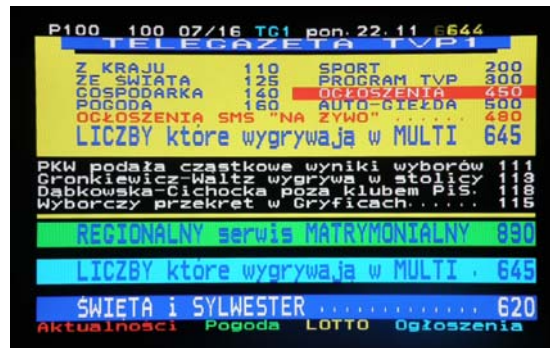 P100 100 07/16 TG1 pon. 22. 11 6644
TELEGAZETA TVP1
Z KRAJU 110 SPORT 200
ZE ŚWIATA 125 PROGRAM TVP 300
GOSPODARKA 140 OGŁOSZENIA 450
POGODA 160 AUTO-GIEŁDA 500
OGŁOSZENIA SMS "NA ŻYWO" ...... 480
LICZBY które wygrywają w MULTI 645
PKW podała cząstkowe wyniki wyborów 111
Gronkiewicz-Waltz wygrywa w stolicy 113
Dąbkowska-Cichocka poza klubem PiS. 118
Wyborczy przekręt w Gryficach...... 115
REGIONALNY serwis MATRYMONIALNY 890
LICZBY które wygrywają w MULTI . 645
ŚWIĘTA i SYLWESTER ............. 620
Aktualności Pogoda LOTTO Ogłoszenia